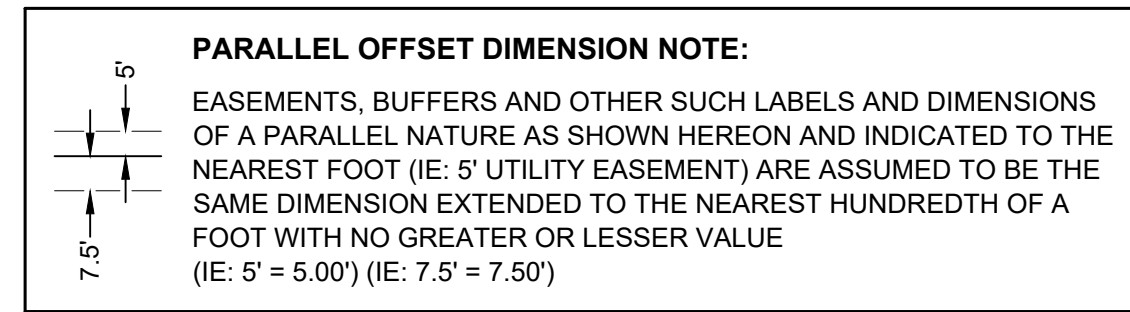 PARALLEL OFFSET DIMENSION NOTE:
5'
EASEMENTS, BUFFERS AND OTHER SUCH LABELS AND DIMENSIONS
OF A PARALLEL NATURE AS SHOWN HEREON AND INDICATED TO THE
NEAREST FOOT (IE: 5' UTILITY EASEMENT) ARE ASSUMED TO BE THE
SAME DIMENSION EXTENDED TO THE NEAREST HUNDREDTH OF A
FOOT WITH NO GREATER OR LESSER VALUE
7.5'
(IE: 5' = 5.00') (IE: 7.5' = 7.50')